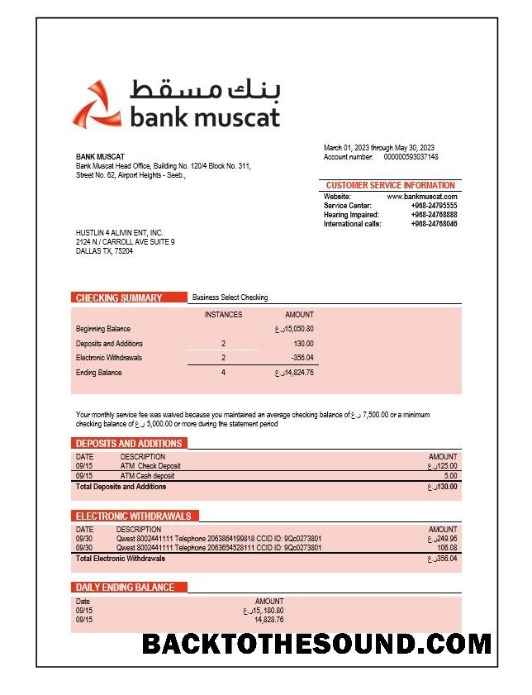 بنك مسقط
bank muscat
March 01, 2023 through May 30, 2023
Account number: 000000593037148
BANK MUSCAT
Bank Muscat Head Office, Building No. 120/4 Block No. 311,
Street No. 62, Airport Heights - Seeb.,
CUSTOMER SERVICE INFORMATION
Website: www.bankmuscat.com
Service Center: +968-24795555
Hearing Impaired: +968-24768888
International calls: +968-24768046
HUSTLIN 4 ALIVIN ENT, INC.
2124 N / CARROLL AVE SUITE 9
DALLAS TX, 75204
CHECKING SUMMARY Business Select Checking
INSTANCES AMOUNT
Beginning Balance ر.ع15,050.80
Deposits and Additions 2 130.00
Electronic Withdrawals 2 -355.04
Ending Balance 4 ر.ع14,824.76
Your monthly service fee was waived because you maintained an average checking balance of ر.ع 7,500.00 or a minimum
checking balance of ر.ع 5,000.00 or more during the statement period
DEPOSITS AND ADDITIONS
DATE DESCRIPTION AMOUNT
09/15 ATM Check Deposit ر.ع125.00
09/15 ATM Cash deposit 5.00
Total Deposits and Additions ر.ع130.00
ELECTRONIC WITHDRAWALS
DATE DESCRIPTION AMOUNT
09/30 Qwest 8002441111 Telephone 2063864199818 CCID ID: 9Qc0273801 ر.ع249.96
09/30 Qwest 8002441111 Telephone 2063654528111 CCID ID: 9Qc0273801 105.08
Total Electronic Withdrawals ر.ع355.04
DAILY ENDING BALANCE
Date AMOUNT
09/15 ر.ع15,.180.80
09/15 14,828.76
BACKTOTHESOUND.COM